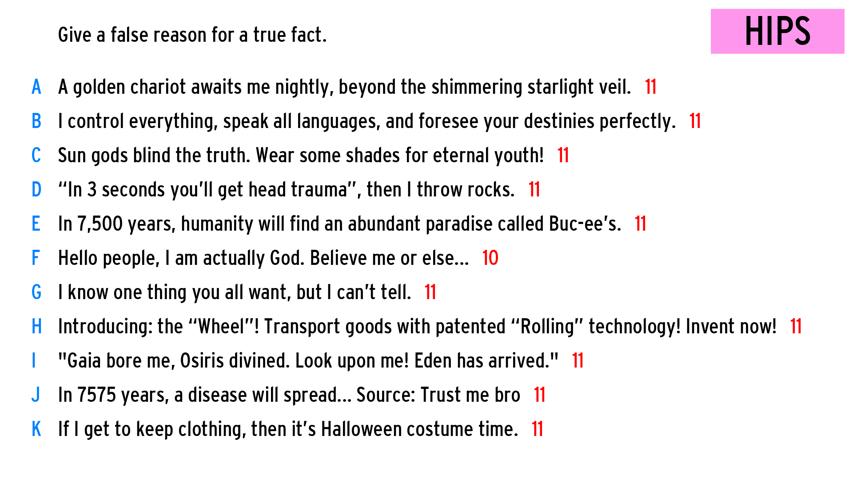 Give a false reason for a true fact.
HIPS
A A golden chariot awaits me nightly, beyond the shimmering starlight veil. 11
B I control everything, speak all languages, and foresee your destinies perfectly. 11
C Sun gods blind the truth. Wear some shades for eternal youth! 11
D “In 3 seconds you’ll get head trauma”, then I throw rocks. 11
E In 7,500 years, humanity will find an abundant paradise called Buc-ee’s. 11
F Hello people, I am actually God. Believe me or else... 10
G I know one thing you all want, but I can’t tell. 11
H Introducing: the “Wheel”! Transport goods with patented “Rolling” technology! Invent now! 11
I "Gaia bore me, Osiris divined. Look upon me! Eden has arrived." 11
J In 7575 years, a disease will spread... Source: Trust me bro 11
K If I get to keep clothing, then it’s Halloween costume time. 11